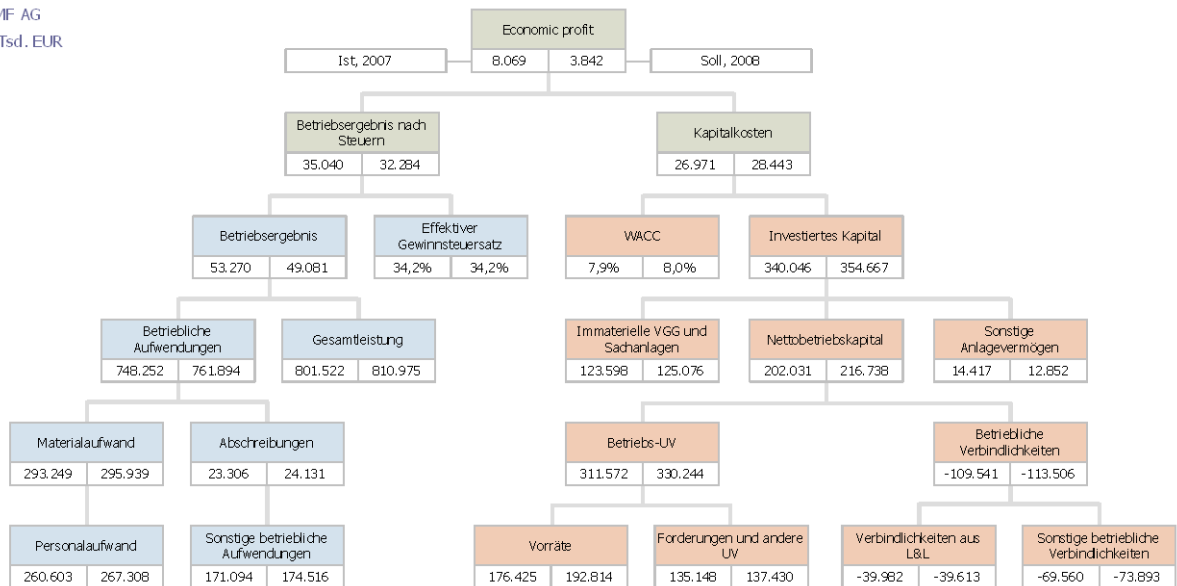 AG
Tsd. EUR
Economic profit
Ist, 2007
8.069 3.842
Soll, 2008
Betriebsergebnis nach
Steuern
35.040 32.284
Kapitalkosten
26.971 28.443
Betriebsergebnis
53.270 49.081
Effektiver
Gewinnsteuersatz
34,2% 34,2%
WACC
7,9% 8,0%
Investiertes Kapital
340.046 354.667
Betriebliche
Aufwendungen
748.252 761.894
Gesamtleistung
801.522 810.975
Immaterielle VGG und
Sachanlagen
123.598 125.076
Nettobetriebskapital
202.031 216.738
Sonstige
Anlagevermögen
14.417 12.852
Materialaufwand
293.249 295.939
Abschreibungen
23.306 24.131
Betriebs-UV
311.572 330.244
Betriebliche
Verbindlichkeiten
-109.541 -113.506
Personalaufwand
260.603 267.308
Sonstige betriebliche
Aufwendungen
171.094 174.516
Vorräte
176.425 192.814
Forderungen und andere
UV
135.148 137.430
Verbindlichkeiten aus
L&L
-39.982 -39.613
Sonstige betriebliche
Verbindlichkeiten
-69.560 -73.893